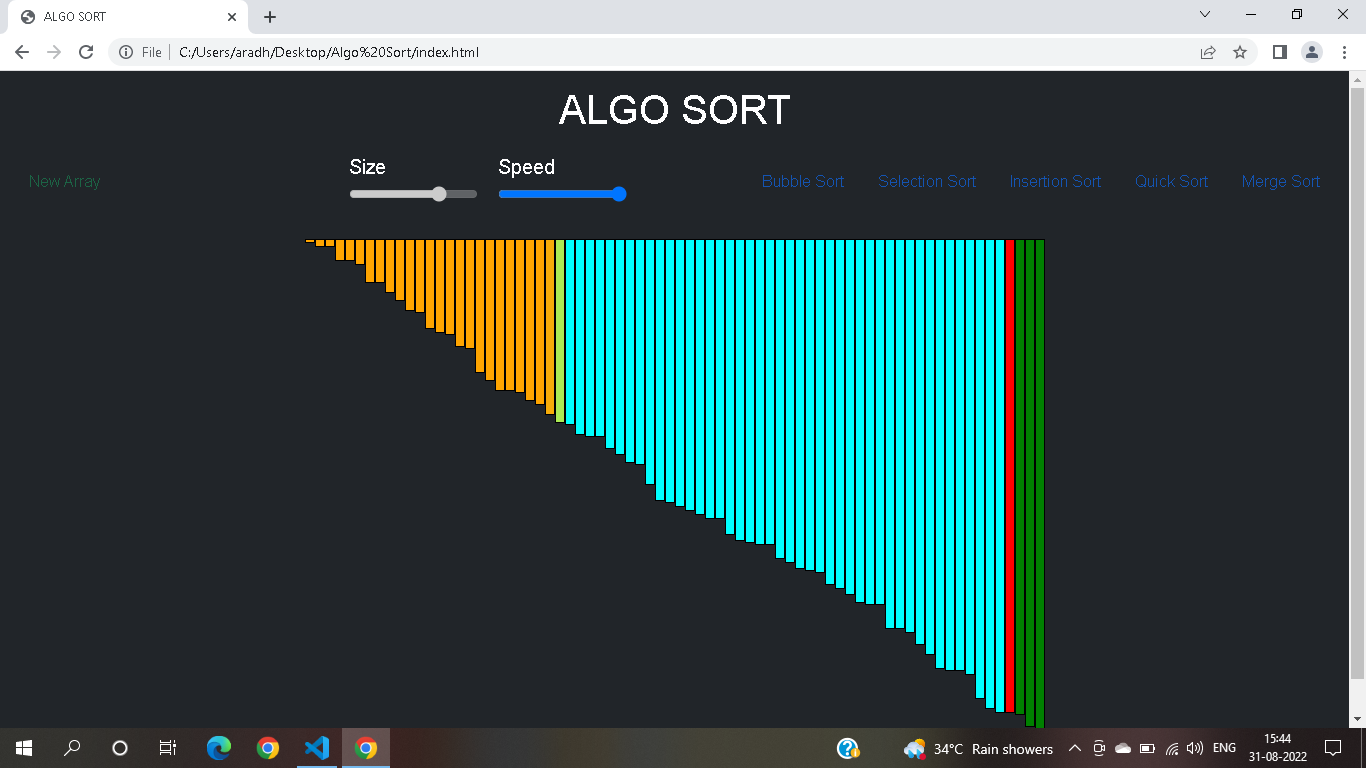 ALGO SORT
File C:/Users/aradh/Desktop/Algo%20Sort/index.html
ALGO SORT
Size Speed
New Array Bubble Sort Selection Sort Insertion Sort Quick Sort Merge Sort
34°C Rain showers ENG 15:44
31-08-2022